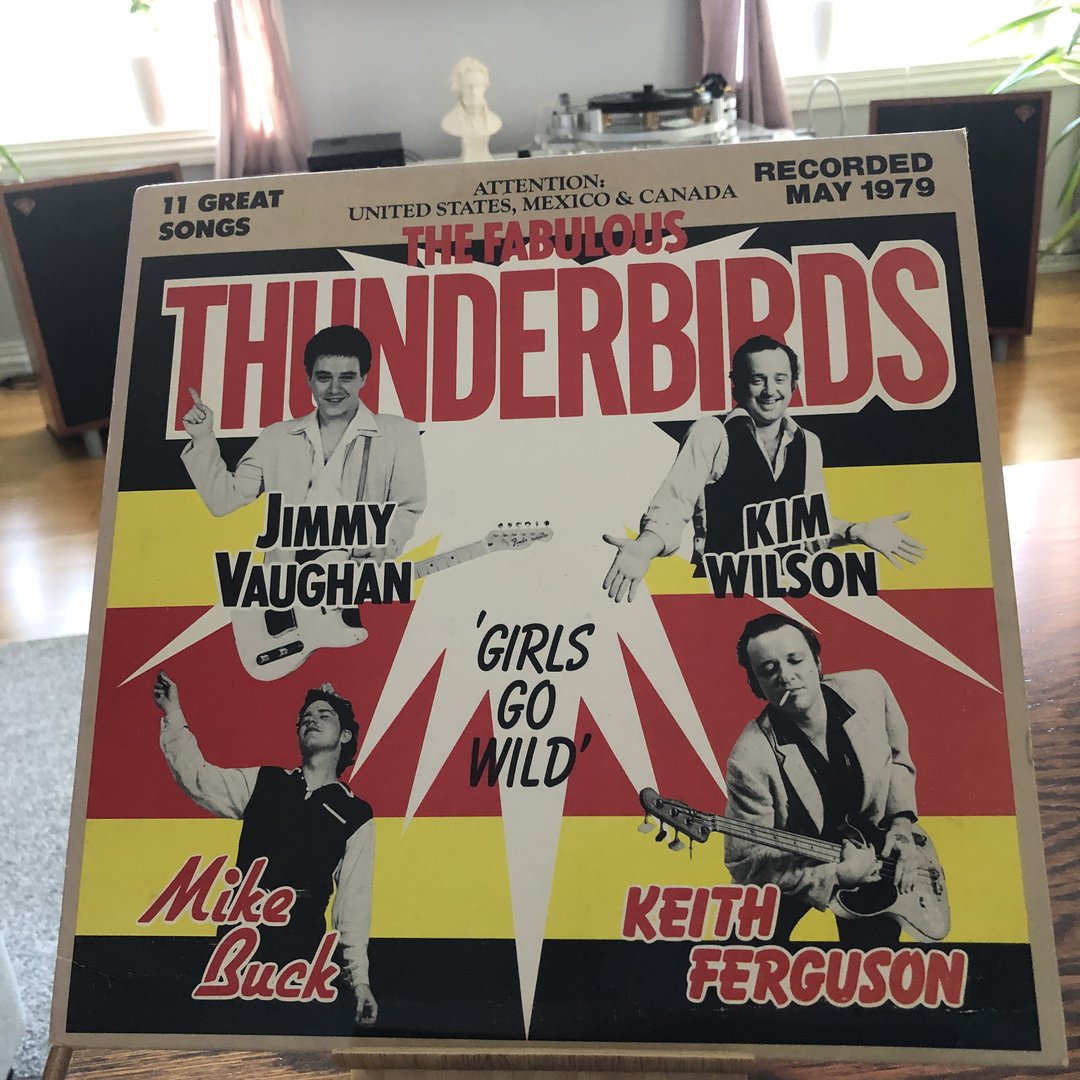 11 GREAT
SONGS
ATTENTION:
UNITED STATES, MEXICO & CANADA
RECORDED
MAY 1979
THE FABULOUS
THUNDERBIRDS
JIMMY
VAUGHAN
KIM
WILSON
Fender
'GIRLS
GO
WILD'
Mike
Buck
KEITH
FERGUSON